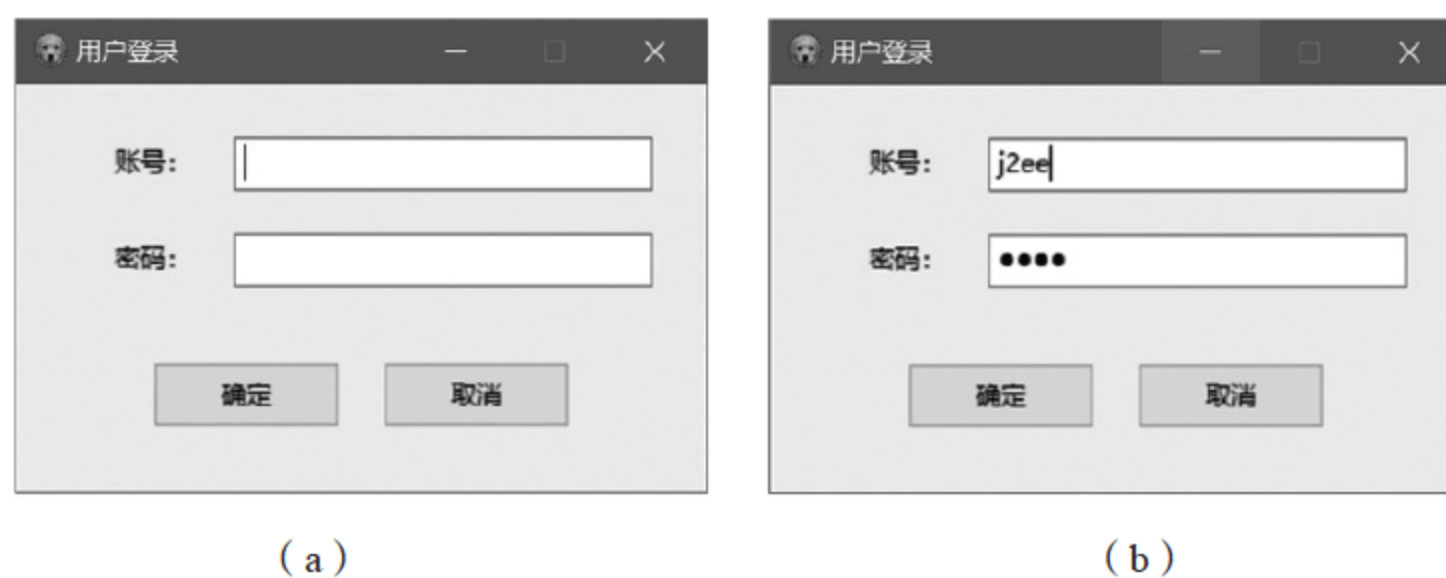 用户登录
账号：
密码：
确定 取消
（a）
用户登录
账号： j2ee
密码： ••••
确定 取消
（b）